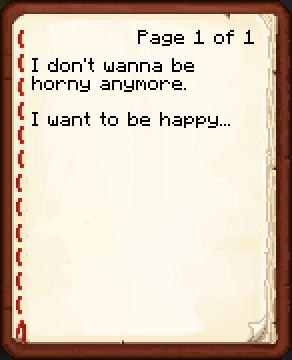 Page 1 of 1
I don't wanna be
horny anymore.
I want to be happy...